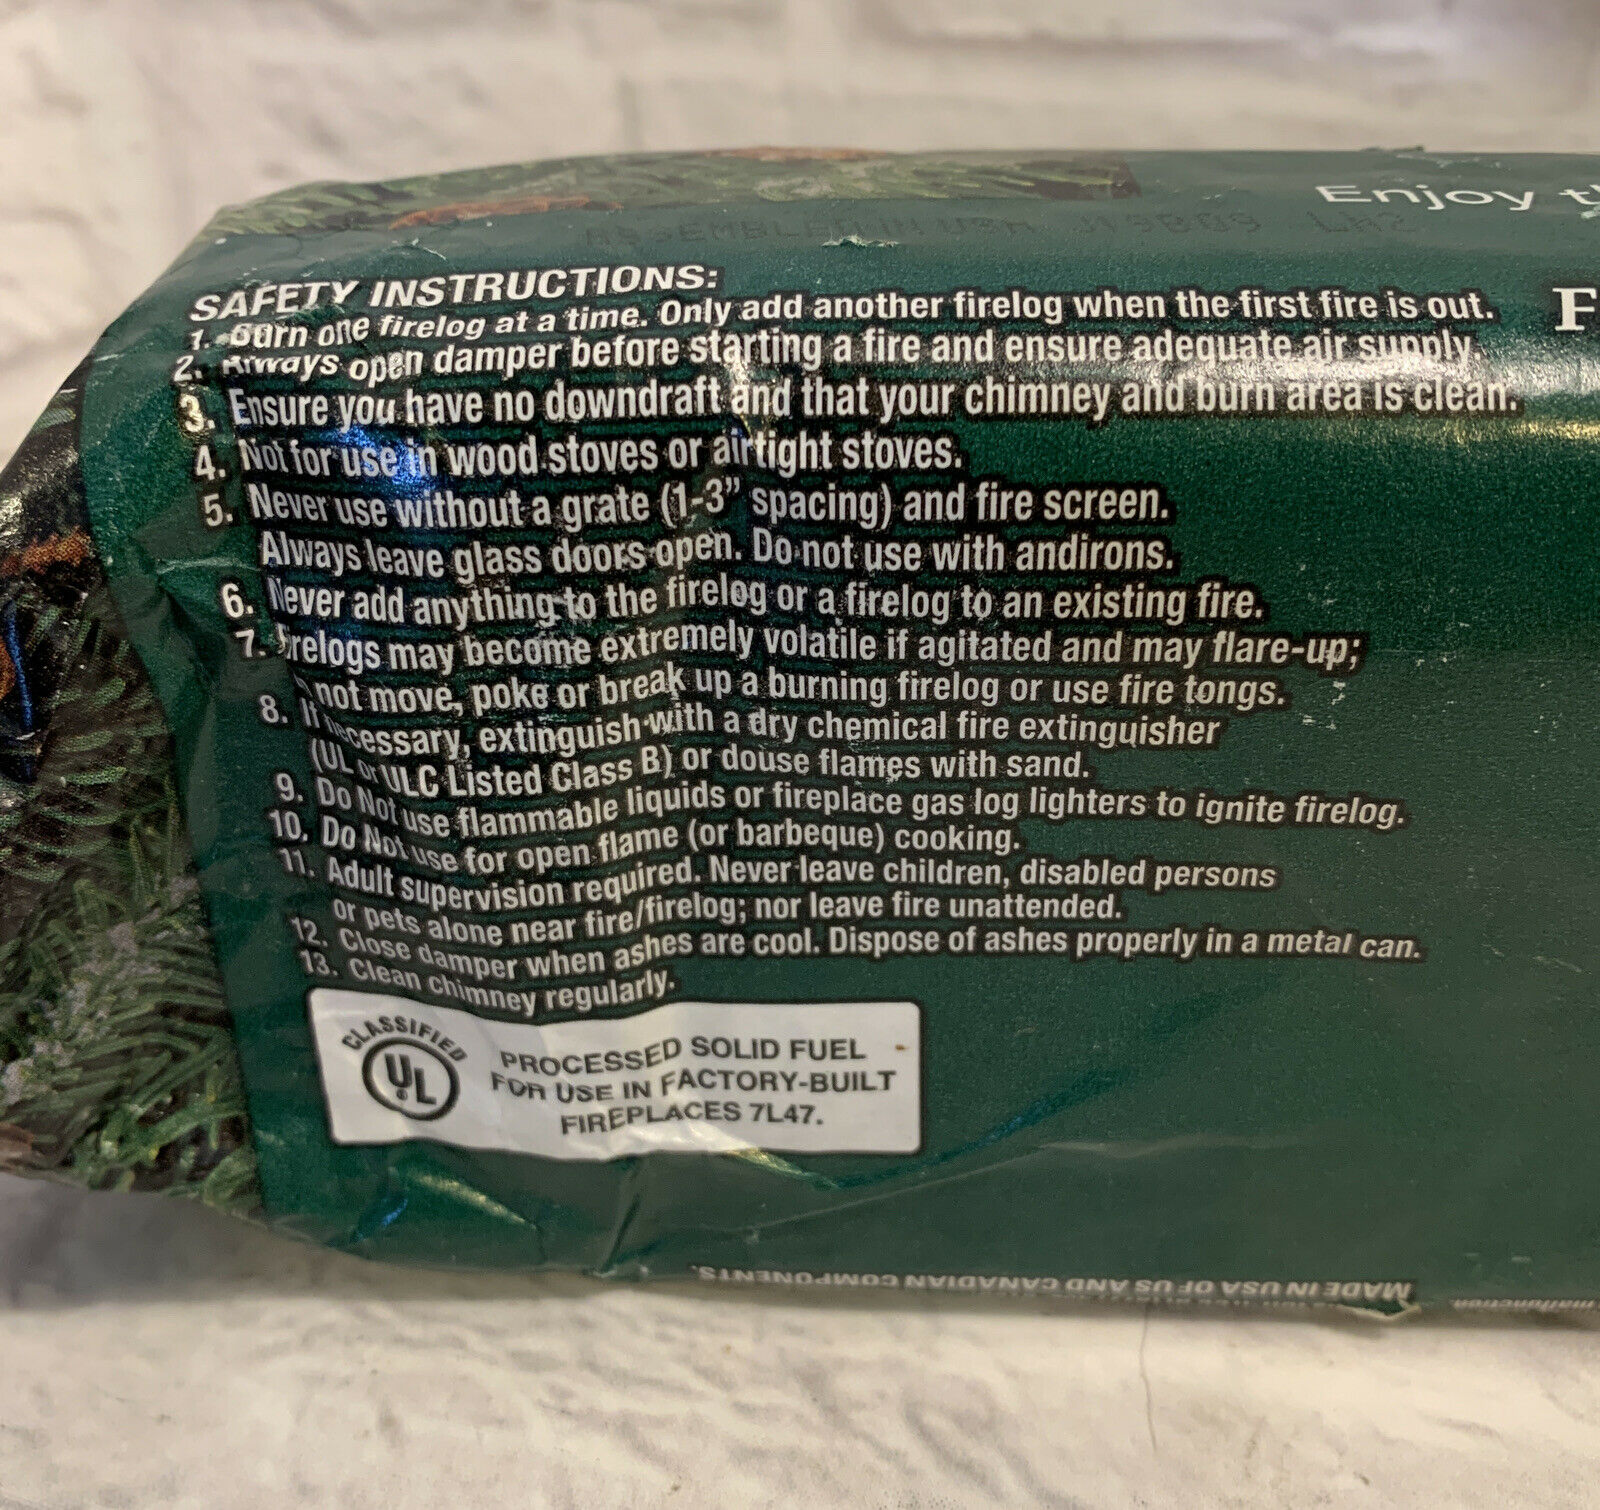 Enjoy
ASSEMBLED IN USA
SAFETY INSTRUCTIONS:
1. Burn one firelog at a time. Only add another firelog when the first fire is out.
2. Always open damper before starting a fire and ensure adequate air supply.
3. Ensure you have no downdraft and that your chimney and burn area is clean.
4. Not for use in wood stoves or airtight stoves.
5. Never use without a grate (1-3” spacing) and fire screen.
Always leave glass doors open. Do not use with andirons.
6. Never add anything to the firelog or a firelog to an existing fire.
7. Firelogs may become extremely volatile if agitated and may flare-up;
not move, poke or break up a burning firelog or use fire tongs.
8. If necessary, extinguish with a dry chemical fire extinguisher
(UL or ULC Listed Class B) or douse flames with sand.
9. Do Not use flammable liquids or fireplace gas log lighters to ignite firelog.
10. Do Not use for open flame (or barbeque) cooking.
11. Adult supervision required. Never leave children, disabled persons
or pets alone near fire/firelog; nor leave fire unattended.
12. Close damper when ashes are cool. Dispose of ashes properly in a metal can.
13. Clean chimney regularly.
CLASSIFIED
UL
PROCESSED SOLID FUEL
FOR USE IN FACTORY-BUILT
FIREPLACES 7L47.
MADE IN USA OF US AND CANADIAN COMPONENTS.
malfunction